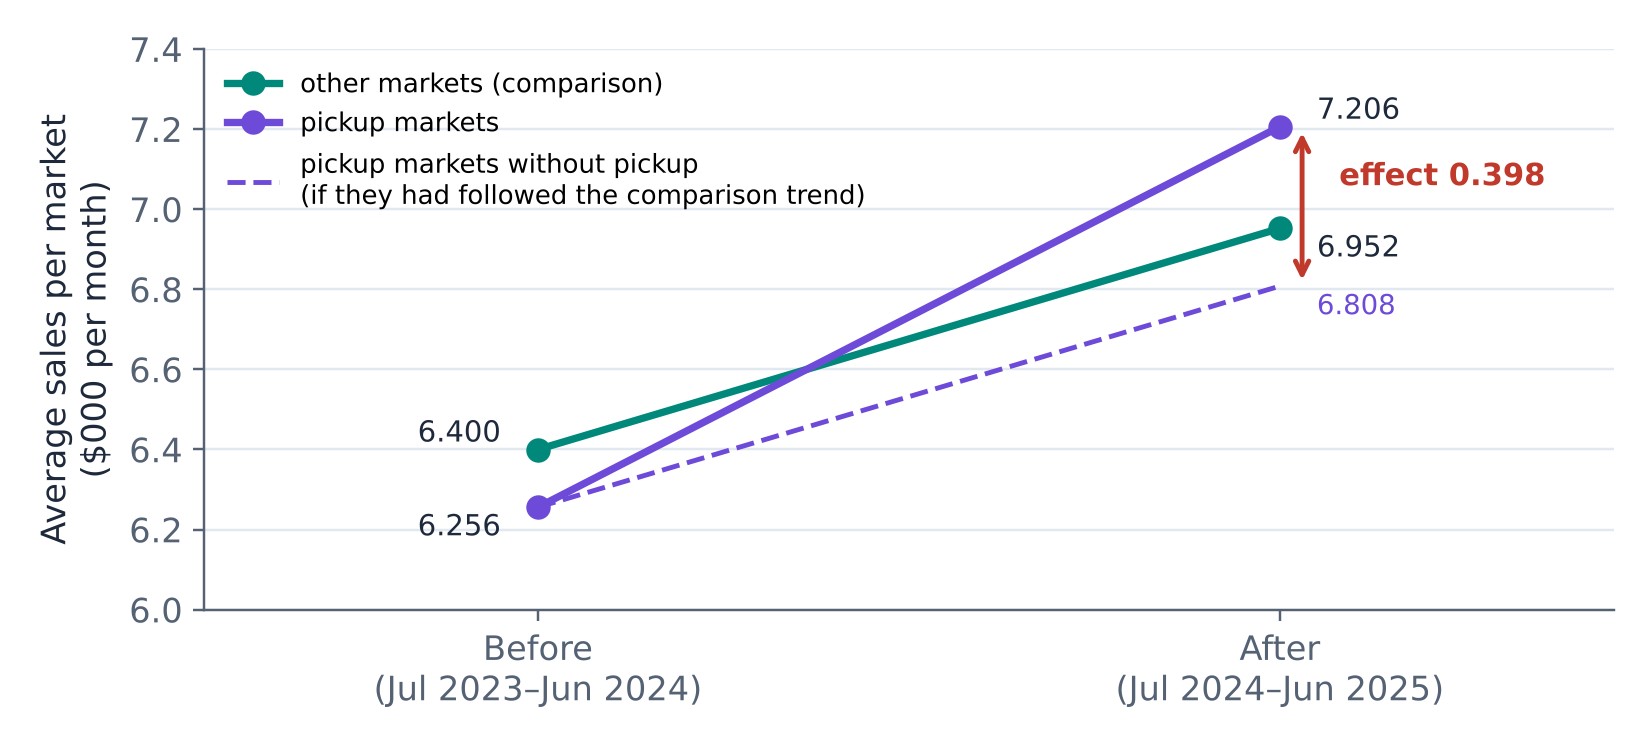 7.4
7.2
7.0
6.8
6.6
6.4
6.2
6.0
Average sales per market
($000 per month)
other markets (comparison)
pickup markets
pickup markets without pickup
(if they had followed the comparison trend)
7.206
effect 0.398
6.952
6.808
6.400
6.256
Before
(Jul 2023–Jun 2024)
After
(Jul 2024–Jun 2025)